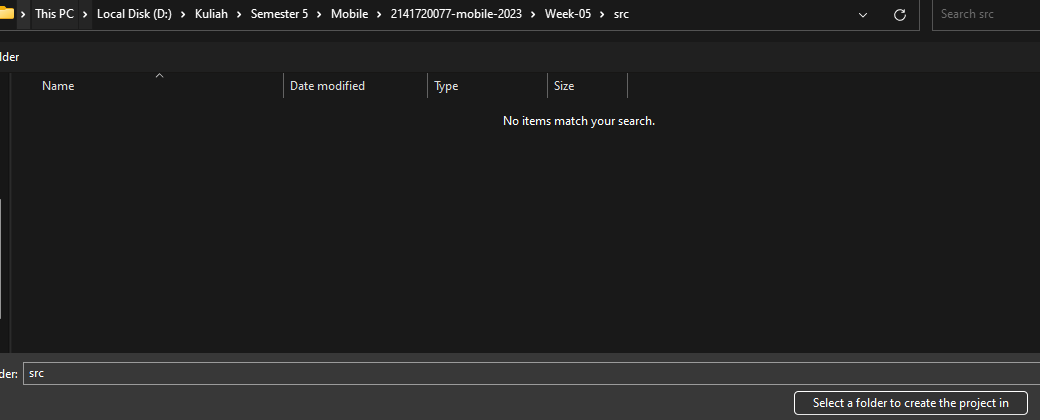 This PC > Local Disk (D:) > Kuliah > Semester 5 > Mobile > 2141720077-mobile-2023 > Week-05 > src Search src
lder
Name Date modified Type Size
No items match your search.
der: src
Select a folder to create the project in